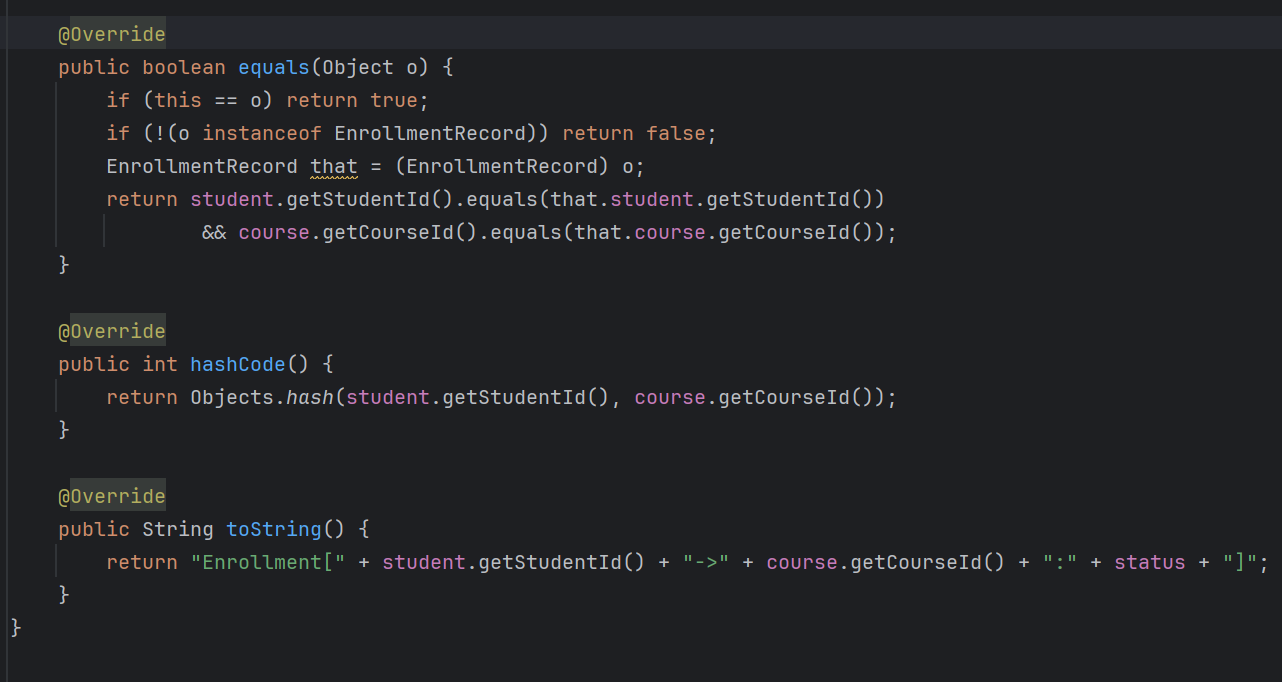 @Override
public boolean equals(Object o) {
if (this == o) return true;
if (!(o instanceof EnrollmentRecord)) return false;
EnrollmentRecord that = (EnrollmentRecord) o;
return student.getStudentId().equals(that.student.getStudentId())
&& course.getCourseId().equals(that.course.getCourseId());
}
@Override
public int hashCode() {
return Objects.hash(student.getStudentId(), course.getCourseId());
}
@Override
public String toString() {
return "Enrollment[" + student.getStudentId() + "->" + course.getCourseId() + ":" + status + "]";
}
}